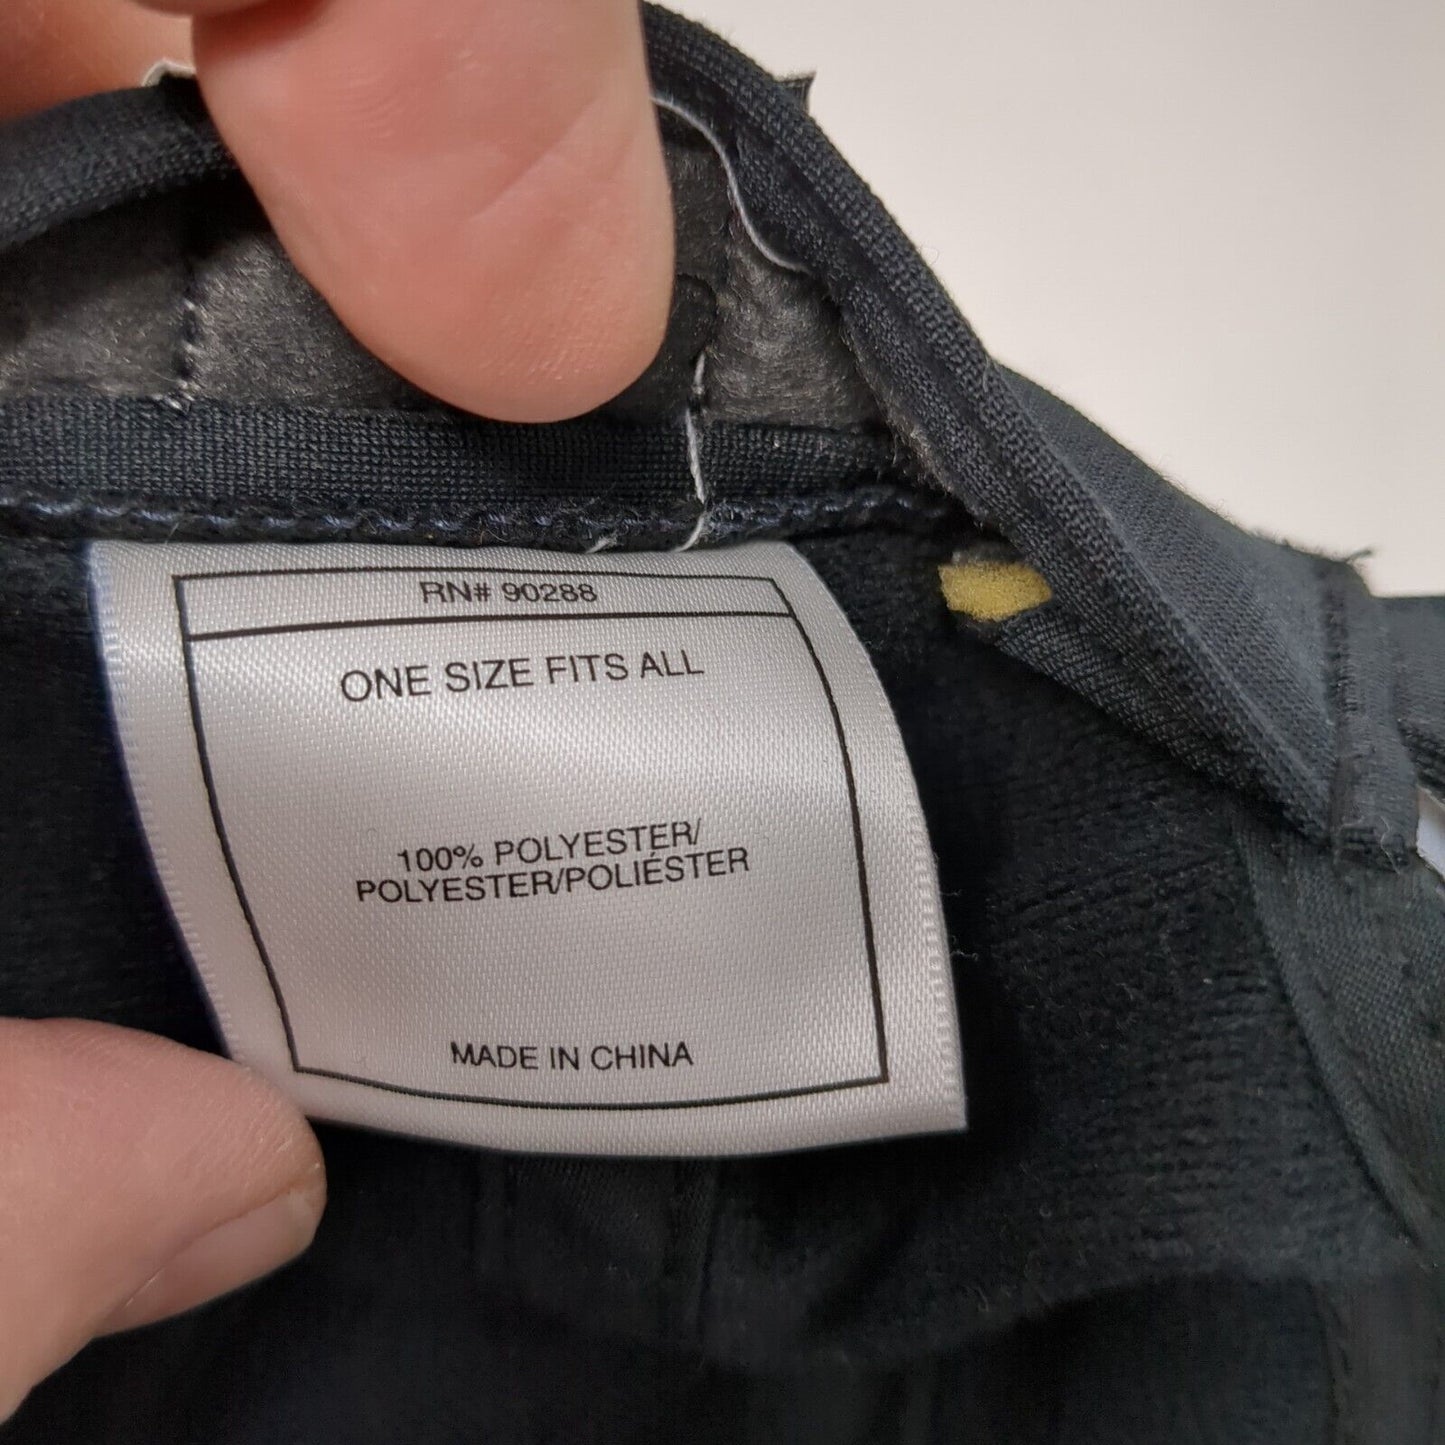 RN# 90288
ONE SIZE FITS ALL
100% POLYESTER/
POLYESTER/POLIÉSTER
MADE IN CHINA